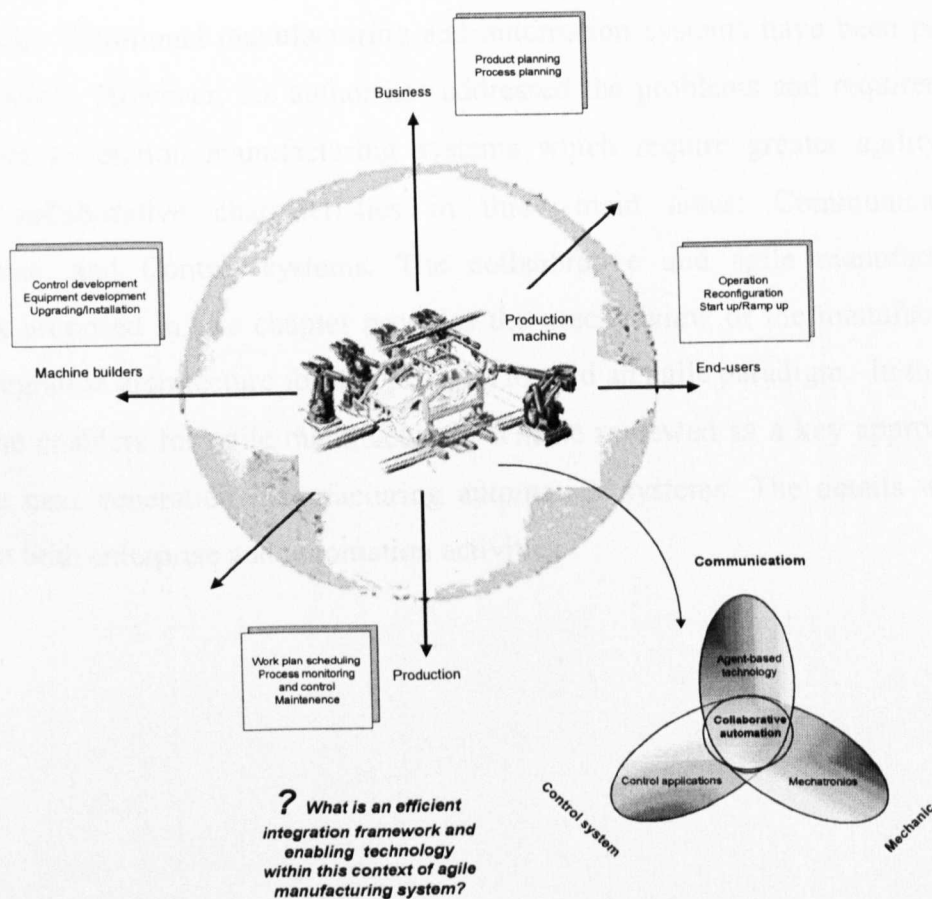 Business
Product planning
Process planning
Control development
Equipment development
Upgrading/Installation
Machine builders
Production
machine
Operation
Reconfiguration
Start up/Ramp up
End-users
Work plan scheduling
Process monitoring
and control
Maintenence
Production
Communicatiom
Agent-based
technology
Collaborative
automation
Control applications
Mechatronics
Control system
Mechanic
? What is an efficient
integration framework and
enabling technology
within this context of agile
manufacturing system?